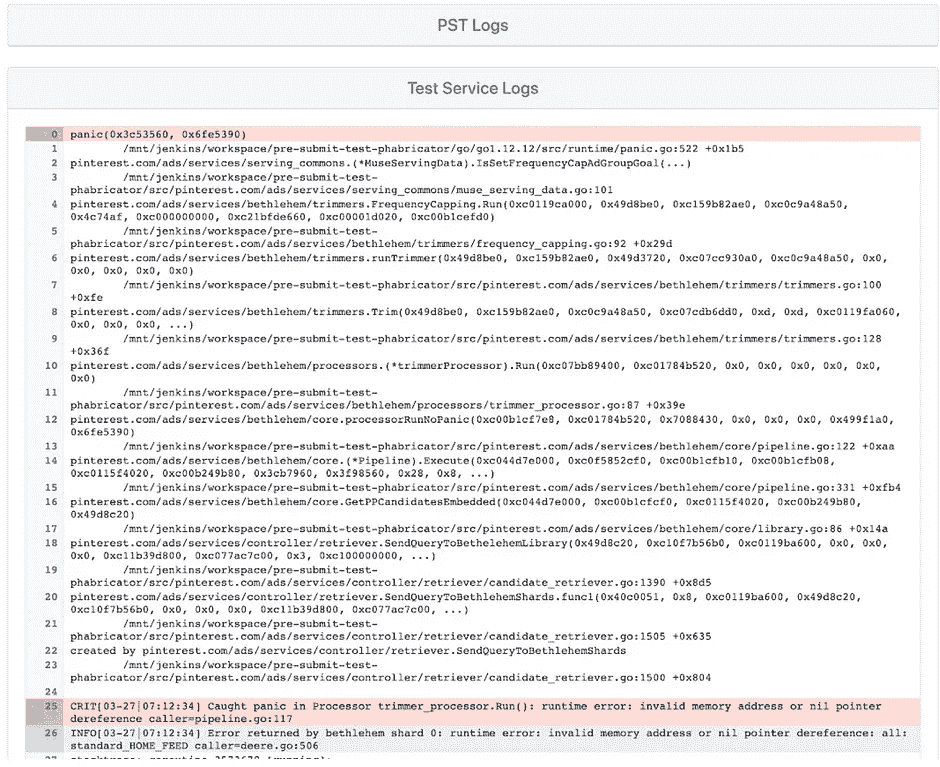 PST Logs
Test Service Logs
0 panic(0x3c53560, 0x6fe5390)
1 /mnt/jenkins/workspace/pre-submit-test-phabricator/go/go1.12.12/src/runtime/panic.go:522 +0x1b5
2 pinterest.com/ads/services/serving_commons.(*MuseServingData).IsSetFrequencyCapAdGroupGoal(...)
3 /mnt/jenkins/workspace/pre-submit-test-
phabricator/src/pinterest.com/ads/services/serving_commons/muse_serving_data.go:101
4 pinterest.com/ads/services/bethlehem/trimmers.FrequencyCapping.Run(0xc0119ca000, 0x49d8be0, 0xc159b82ae0, 0xc0c9a48a50,
0x4c74af, 0xc000000000, 0xc21bfde660, 0xc00001d020, 0xc00b1cefd0)
5 /mnt/jenkins/workspace/pre-submit-test-
phabricator/src/pinterest.com/ads/services/bethlehem/trimmers/frequency_capping.go:92 +0x29d
6 pinterest.com/ads/services/bethlehem/trimmers.runTrimmer(0x49d8be0, 0xc159b82ae0, 0x49d3720, 0xc07cc930a0, 0xc0c9a48a50, 0x0,
0x0, 0x0, 0x0, 0x0)
7 /mnt/jenkins/workspace/pre-submit-test-phabricator/src/pinterest.com/ads/services/bethlehem/trimmers/trimmers.go:100
+0xfe
8 pinterest.com/ads/services/bethlehem/trimmers.Trim(0x49d8be0, 0xc159b82ae0, 0xc0c9a48a50, 0xc07cdb6dd0, 0xd, 0xd, 0xc0119fa060,
0x0, 0x0, 0x0, ...)
9 /mnt/jenkins/workspace/pre-submit-test-phabricator/src/pinterest.com/ads/services/bethlehem/trimmers/trimmers.go:128
+0x36f
10 pinterest.com/ads/services/bethlehem/processors.(*trimmerProcessor).Run(0xc07bb89400, 0xc01784b520, 0x0, 0x0, 0x0, 0x0, 0x0,
0x0)
11 /mnt/jenkins/workspace/pre-submit-test-
phabricator/src/pinterest.com/ads/services/bethlehem/processors/trimmer_processor.go:87 +0x39e
12 pinterest.com/ads/services/bethlehem/core.processorRunNoPanic(0xc00b1cf7e8, 0xc01784b520, 0x7088430, 0x0, 0x0, 0x0, 0x499f1a0,
0x6fe5390)
13 /mnt/jenkins/workspace/pre-submit-test-phabricator/src/pinterest.com/ads/services/bethlehem/core/pipeline.go:122 +0xaa
14 pinterest.com/ads/services/bethlehem/core.(*Pipeline).Execute(0xc044d7e000, 0xc0f5852cf0, 0xc00b1cfb10, 0xc00b1cfb08,
0xc0115f4020, 0xc00b249b80, 0x3cb7960, 0x3f98560, 0x28, 0x8, ...)
15 /mnt/jenkins/workspace/pre-submit-test-phabricator/src/pinterest.com/ads/services/bethlehem/core/pipeline.go:331 +0xfb4
16 pinterest.com/ads/services/bethlehem/core.GetPPCandidatesEmbedded(0xc044d7e000, 0xc00b1cfcf0, 0xc0115f4020, 0xc00b249b80,
0x49d8c20)
17 /mnt/jenkins/workspace/pre-submit-test-phabricator/src/pinterest.com/ads/services/bethlehem/core/library.go:86 +0x14a
18 pinterest.com/ads/services/controller/retriever.SendQueryToBethelehemLibrary(0x49d8c20, 0xc10f7b56b0, 0xc0119ba600, 0x0, 0x0,
0x0, 0xc11b39d800, 0xc077ac7c00, 0x3, 0xc100000000, ...)
19 /mnt/jenkins/workspace/pre-submit-test-
phabricator/src/pinterest.com/ads/services/controller/retriever/candidate_retriever.go:1390 +0x8d5
20 pinterest.com/ads/services/controller/retriever.SendQueryToBethlehemShards.func1(0x40c0051, 0x8, 0xc0119ba600, 0x49d8c20,
0xc10f7b56b0, 0x0, 0x0, 0x0, 0xc11b39d800, 0xc077ac7c00, ...)
21 /mnt/jenkins/workspace/pre-submit-test-
phabricator/src/pinterest.com/ads/services/controller/retriever/candidate_retriever.go:1505 +0x635
22 created by pinterest.com/ads/services/controller/retriever.SendQueryToBethlehemShards
23 /mnt/jenkins/workspace/pre-submit-test-
phabricator/src/pinterest.com/ads/services/controller/retriever/candidate_retriever.go:1500 +0x804
24
25 CRIT[03-27|07:12:34] Caught panic in Processor trimmer_processor.Run(): runtime error: invalid memory address or nil pointer
dereference caller=pipeline.go:117
26 INFO[03-27|07:12:34] Error returned by bethlehem shard 0: runtime error: invalid memory address or nil pointer dereference: all:
standard_HOME_FEED caller=deere.go:506